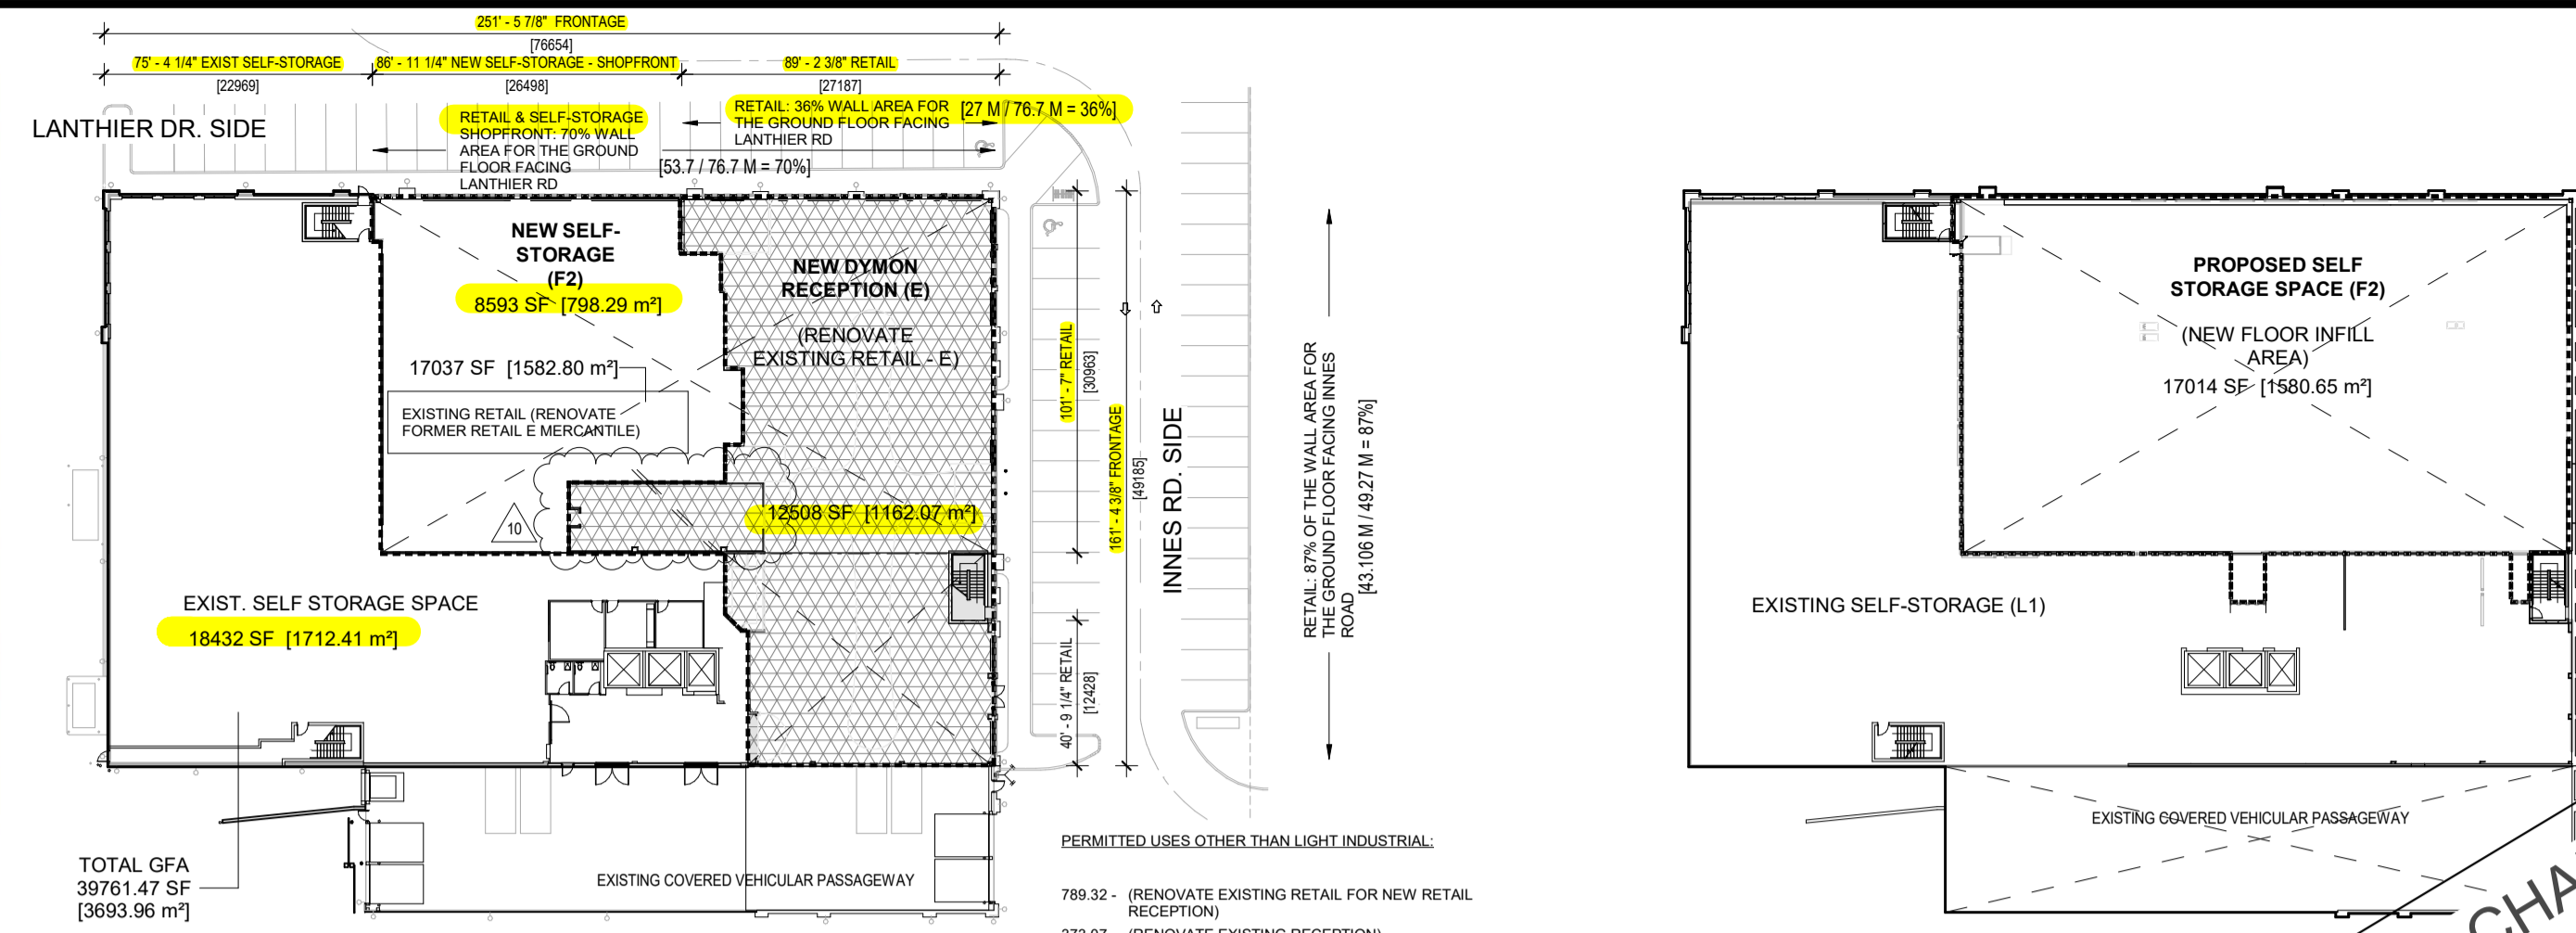 251' - 5 7/8" FRONTAGE
[76654]
75' - 4 1/4" EXIST SELF-STORAGE
86' - 11 1/4" NEW SELF-STORAGE - SHOPFRONT
89' - 2 3/8" RETAIL
[22969]
[26498]
[27187]
LANTHIER DR. SIDE
RETAIL & SELF-STORAGE
SHOPFRONT: 70% WALL
AREA FOR THE GROUND
FLOOR FACING
LANTHIER RD
[53.7 / 76.7 M = 70%]
RETAIL: 36% WALL AREA FOR
THE GROUND FLOOR FACING
LANTHIER RD
[27 M / 76.7 M = 36%]
NEW SELF-
STORAGE
(F2)
8593 SF [798.29 m²]
17037 SF [1582.80 m²]
EXISTING RETAIL (RENOVATE
FORMER RETAIL E MERCANTILE)
NEW DYMON
RECEPTION (E)
(RENOVATE
EXISTING RETAIL - E)
10
12508 SF [1162.07 m²]
EXIST. SELF STORAGE SPACE
18432 SF [1712.41 m²]
TOTAL GFA
39761.47 SF
[3693.96 m²]
EXISTING COVERED VEHICULAR PASSAGEWAY
101' - 7" RETAIL
[30963]
40' - 9 1/4" RETAIL
[12428]
161' - 4 3/8" FRONTAGE
[49185]
INNES RD. SIDE
RETAIL: 87% OF THE WALL AREA FOR
THE GROUND FLOOR FACING INNES
ROAD
[43.106 M / 49.27 M = 87%]
PERMITTED USES OTHER THAN LIGHT INDUSTRIAL:
789.32 - (RENOVATE EXISTING RETAIL FOR NEW RETAIL
RECEPTION)
372.97 - (RENOVATE EXISTING RECEPTION)
PROPOSED SELF
STORAGE SPACE (F2)
(NEW FLOOR INFILL
AREA)
17014 SF [1580.65 m²]
EXISTING SELF-STORAGE (L1)
EXISTING COVERED VEHICULAR PASSAGEWAY
CHA